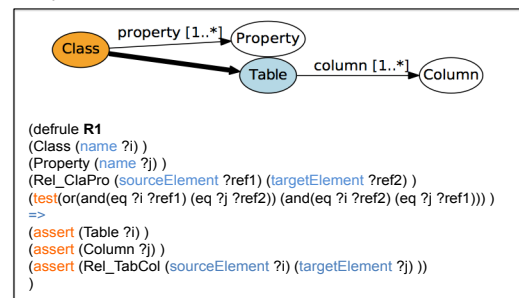 property [1..*]
Class
Property
Table
column [1..*]
Column
(defrule R1
(Class (name ?i) )
(Property (name ?j) )
(Rel_ClaPro (sourceElement ?ref1) (targetElement ?ref2) )
(test(or(and(eq ?i ?ref1) (eq ?j ?ref2)) (and(eq ?i ?ref2) (eq ?j ?ref1))) )
=>
(assert (Table ?i) )
(assert (Column ?j) )
(assert (Rel_TabCol (sourceElement ?i) (targetElement ?j) ))
)